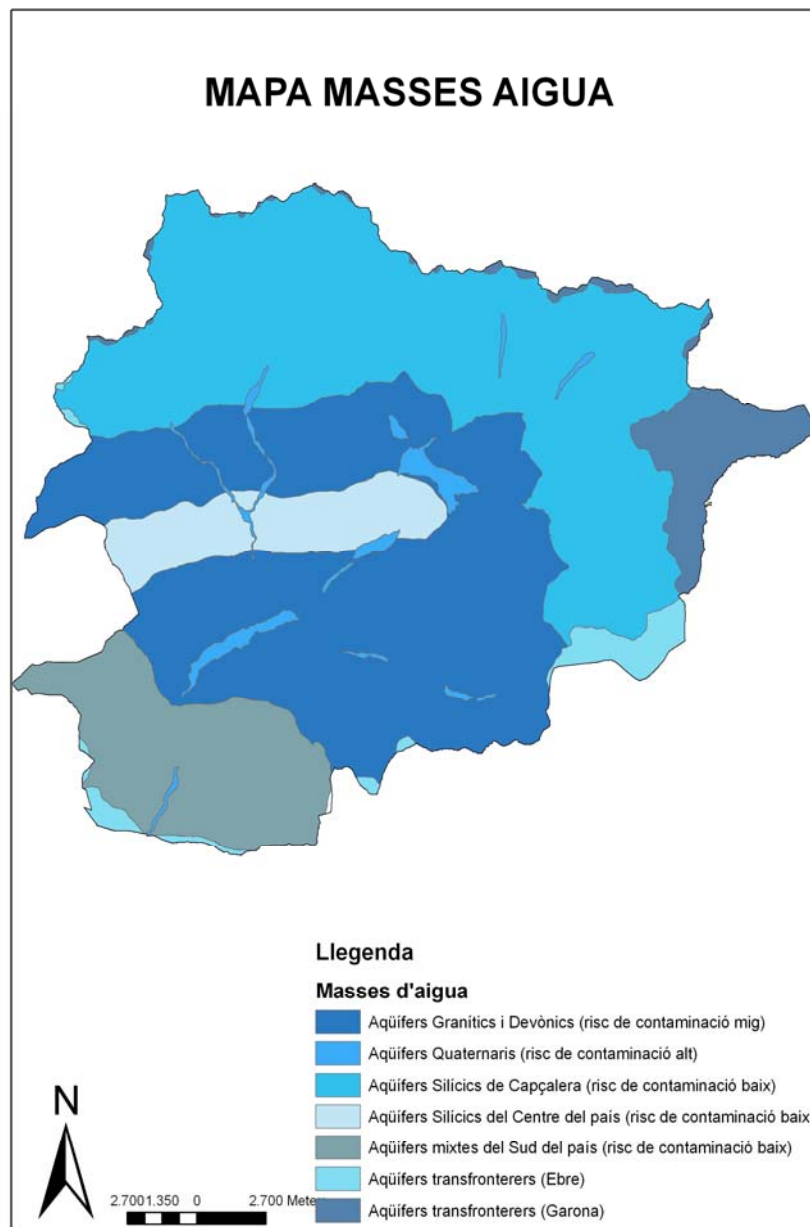 MAPA MASSES AIGUA
Llegenda
Masses d'aigua
Aqüífers Granítics i Devònics (risc de contaminació mig)
Aqüífers Quaternaris (risc de contaminació alt)
Aqüífers Silícics de Capçalera (risc de contaminació baix)
Aqüífers Silícics del Centre del país (risc de contaminació baix
Aqüífers mixtes del Sud del país (risc de contaminació baix)
Aqüífers transfronterers (Ebre)
Aqüífers transfronterers (Garona)
N
2.700 1.350 0 2.700 Meters